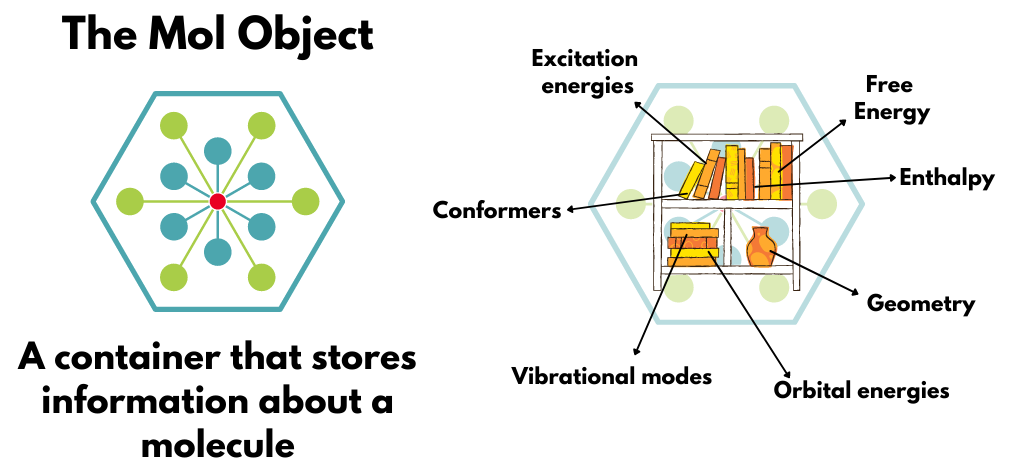 The Mol Object
A container that stores
information about a
molecule
Excitation
energies
Free
Energy
Enthalpy
Conformers
Geometry
Vibrational modes
Orbital energies